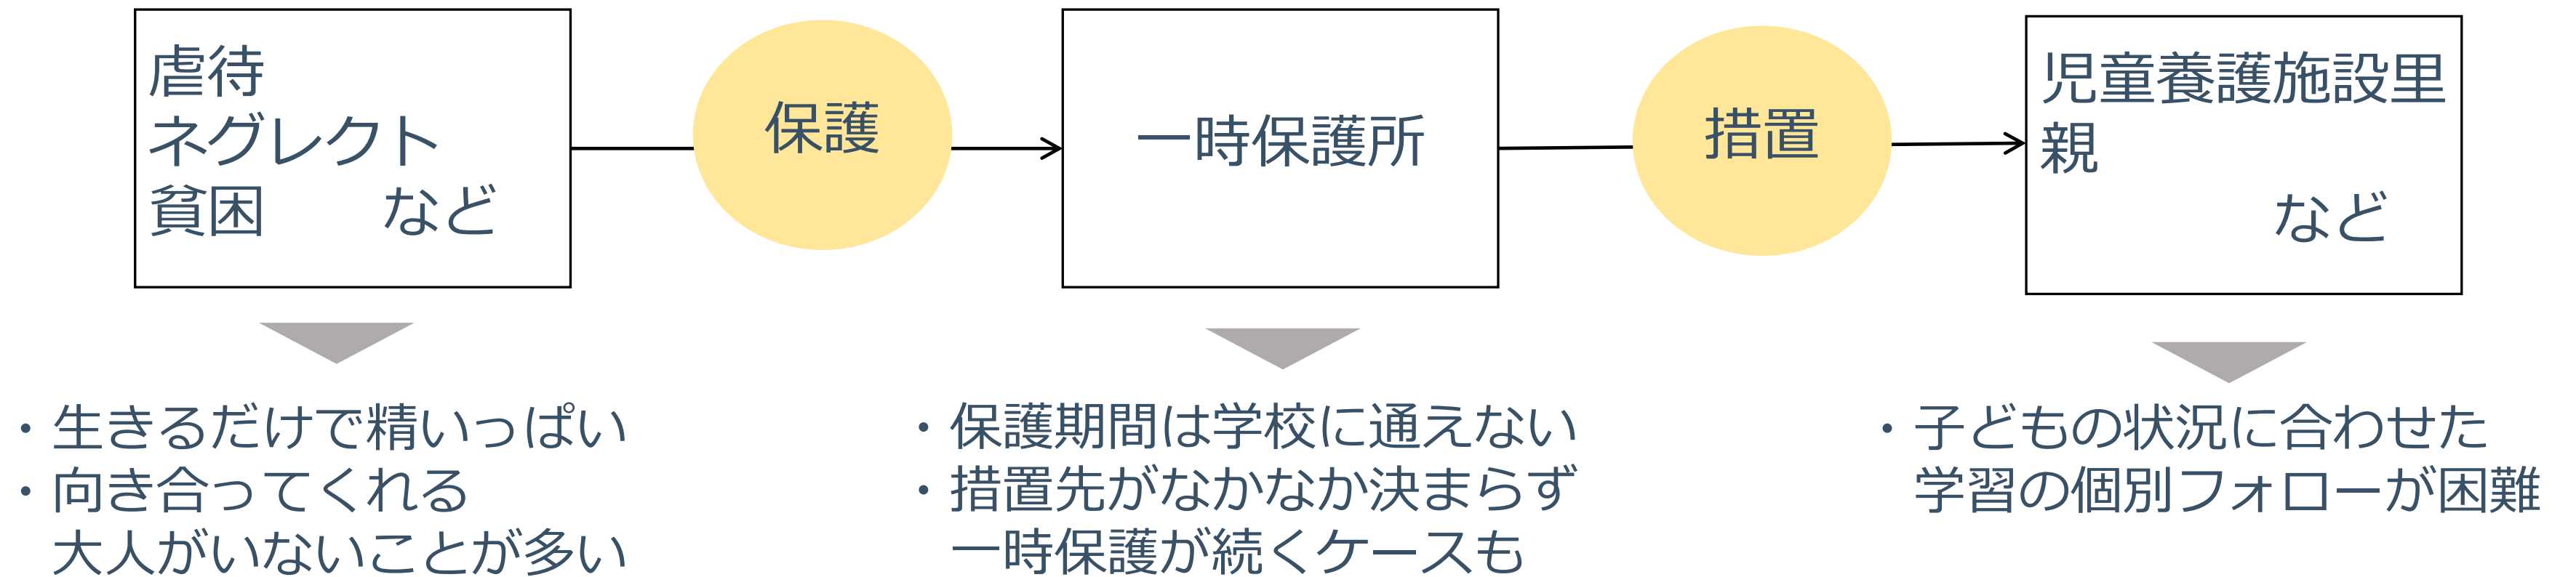 虐待
ネグレクト
貧困　　など
保護
一時保護所
措置
児童養護施設里
親
など
・生きるだけで精いっぱい
・向き合ってくれる
大人がいないことが多い
・保護期間は学校に通えない
・措置先がなかなか決まらず
一時保護が続くケースも
・子どもの状況に合わせた
学習の個別フォローが困難